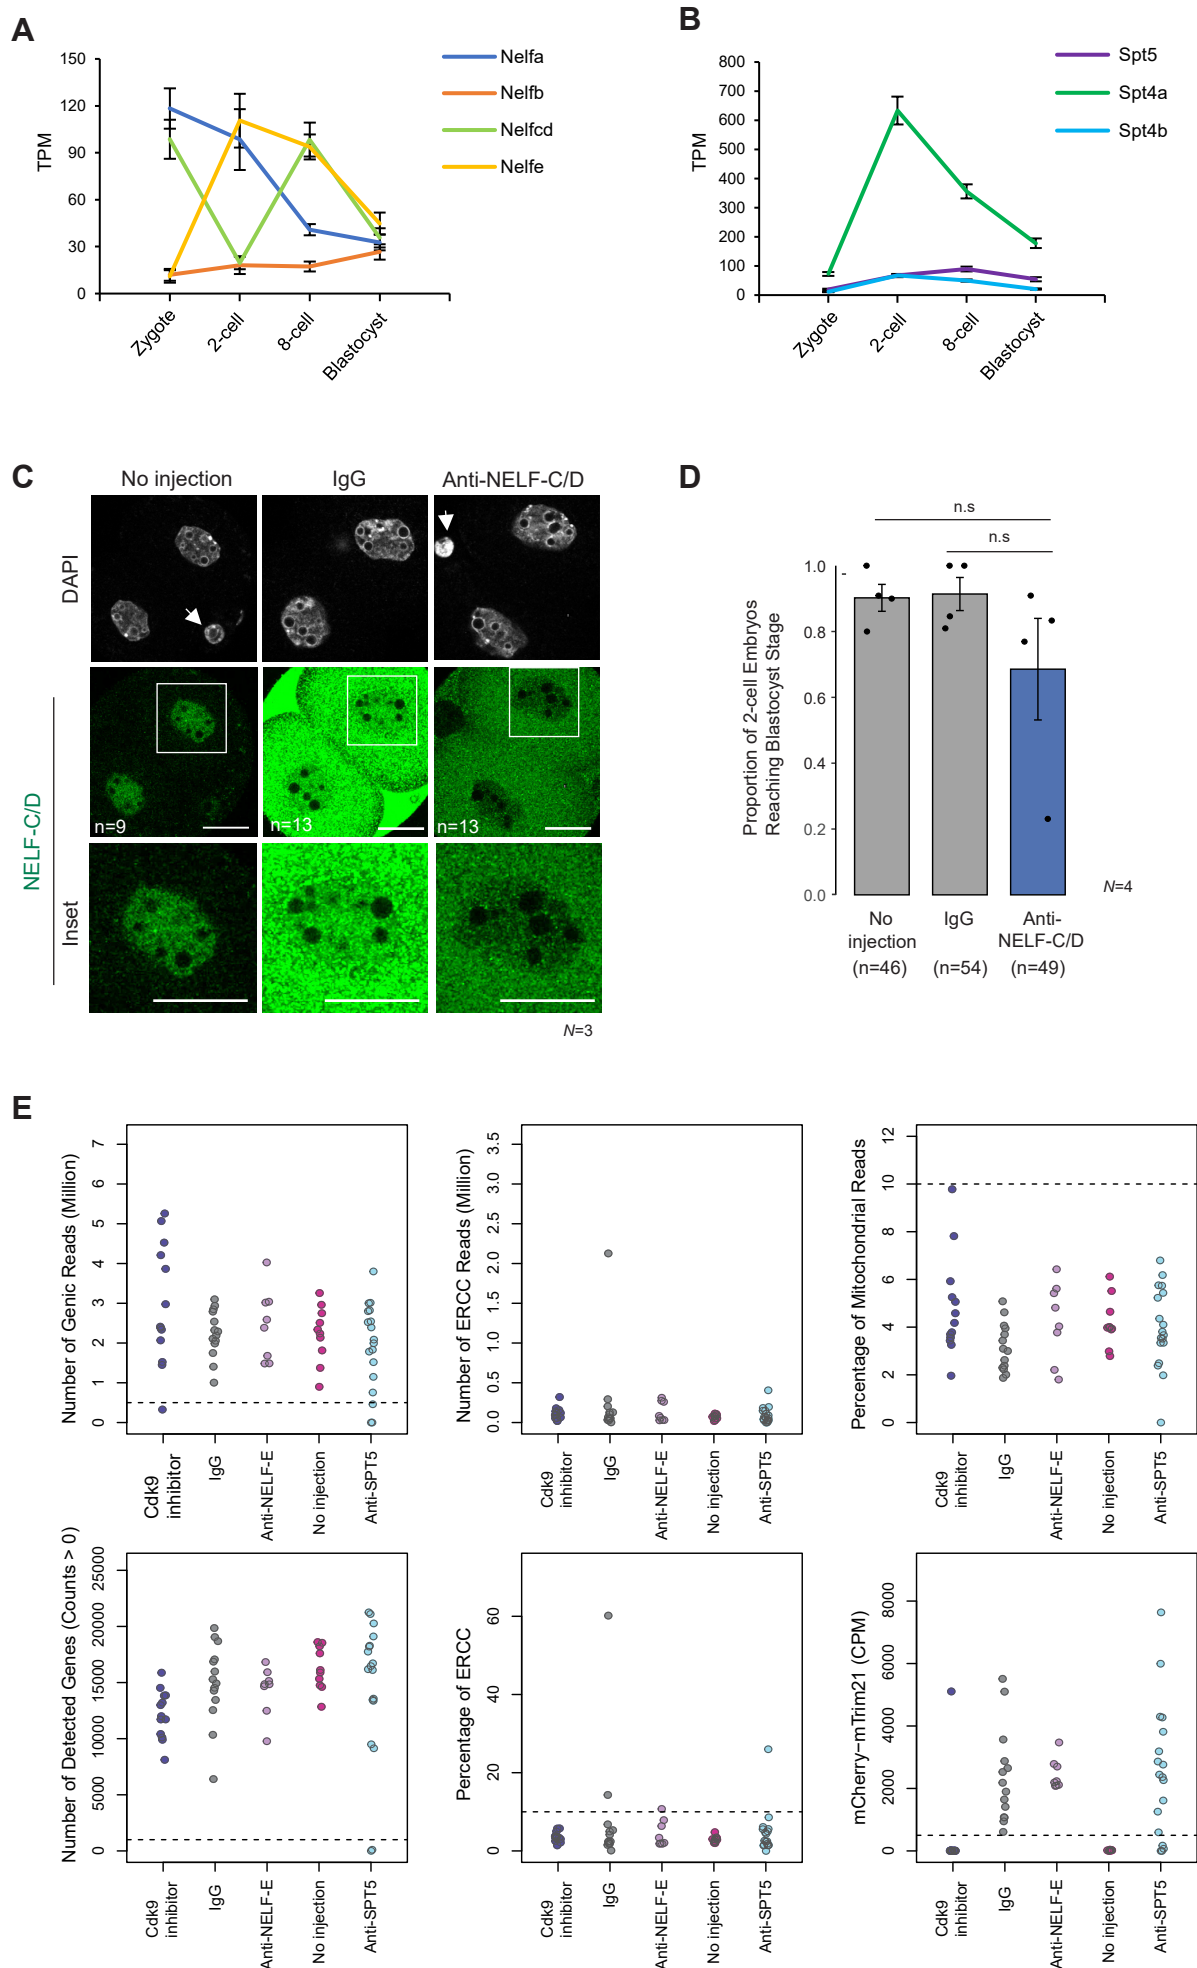 A
150
120
90
60
30
0
TPM
Zygote
2-cell
8-cell
Blastocyst
Nelfa
Nelfb
Nelfcd
Nelfe
B
800
700
600
500
400
300
200
100
0
TPM
Zygote
2-cell
8-cell
Blastocyst
Spt5
Spt4a
Spt4b
C
No injection
IgG
Anti-NELF-C/D
DAPI
NELF-C/D
n=9
n=13
n=13
Inset
N=3
D
n.s
n.s
1.0
0.8
0.6
0.4
0.2
0.0
Proportion of 2-cell Embryos
Reaching Blastocyst Stage
No
injection
(n=46)
IgG
(n=54)
Anti-
NELF-C/D
(n=49)
N=4
E
Number of Genic Reads (Million)
7
6
5
4
3
2
1
0
Cdk9
inhibitor
IgG
Anti-NELF-E
No injection
Anti-SPT5
Number of ERCC Reads (Million)
3.5
3.0
2.5
2.0
1.5
1.0
0.5
0.0
Cdk9
inhibitor
IgG
Anti-NELF-E
No injection
Anti-SPT5
Percentage of Mitochondrial Reads
12
10
8
6
4
2
0
Cdk9
inhibitor
IgG
Anti-NELF-E
No injection
Anti-SPT5
Number of Detected Genes (Counts > 0)
25000
20000
15000
10000
5000
0
Cdk9
inhibitor
IgG
Anti-NELF-E
No injection
Anti-SPT5
Percentage of ERCC
60
40
20
0
Cdk9
inhibitor
IgG
Anti-NELF-E
No injection
Anti-SPT5
mCherry−mTrim21 (CPM)
8000
6000
4000
2000
0
Cdk9
inhibitor
IgG
Anti-NELF-E
No injection
Anti-SPT5